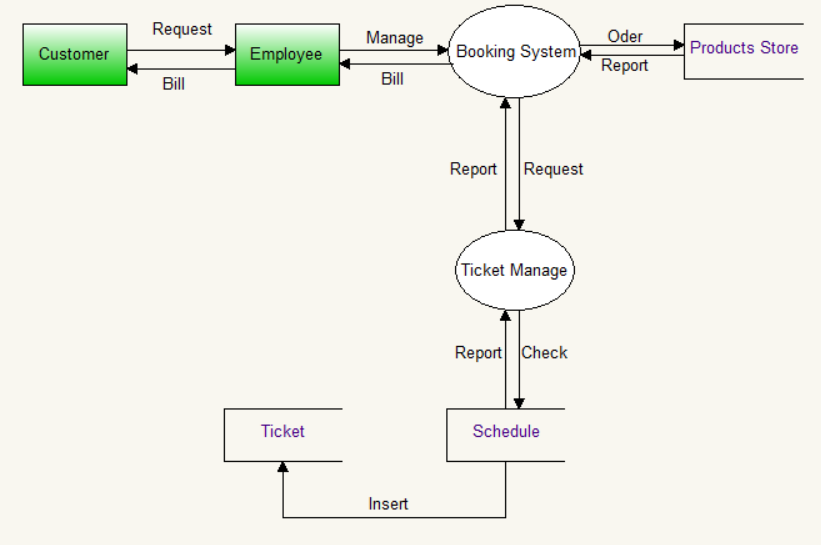 Request
Customer
Employee
Bill
Manage
Bill
Booking System
Oder
Report
Products Store
Report
Request
Ticket Manage
Report
Check
Ticket
Schedule
Insert